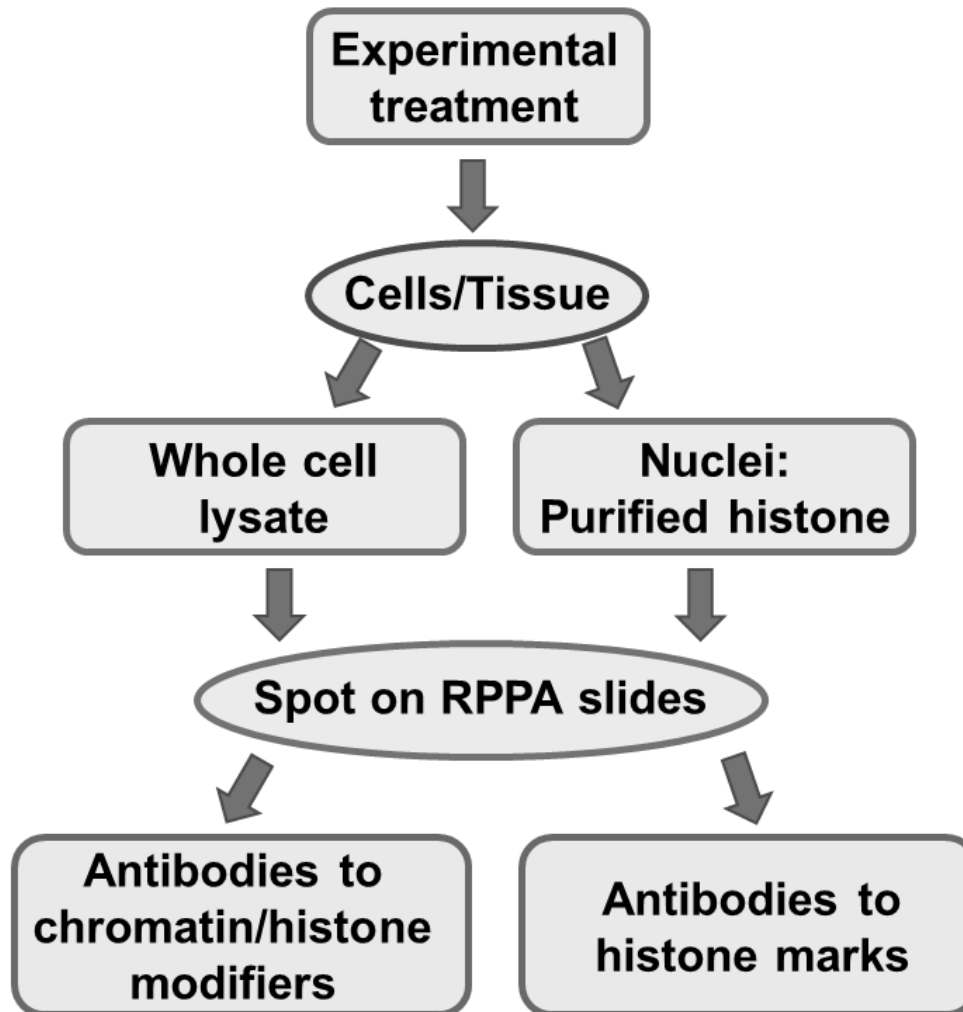 Experimental
treatment
Cells/Tissue
Whole cell
lysate
Nuclei:
Purified histone
Spot on RPPA slides
Antibodies to
chromatin/histone
modifiers
Antibodies to
histone marks